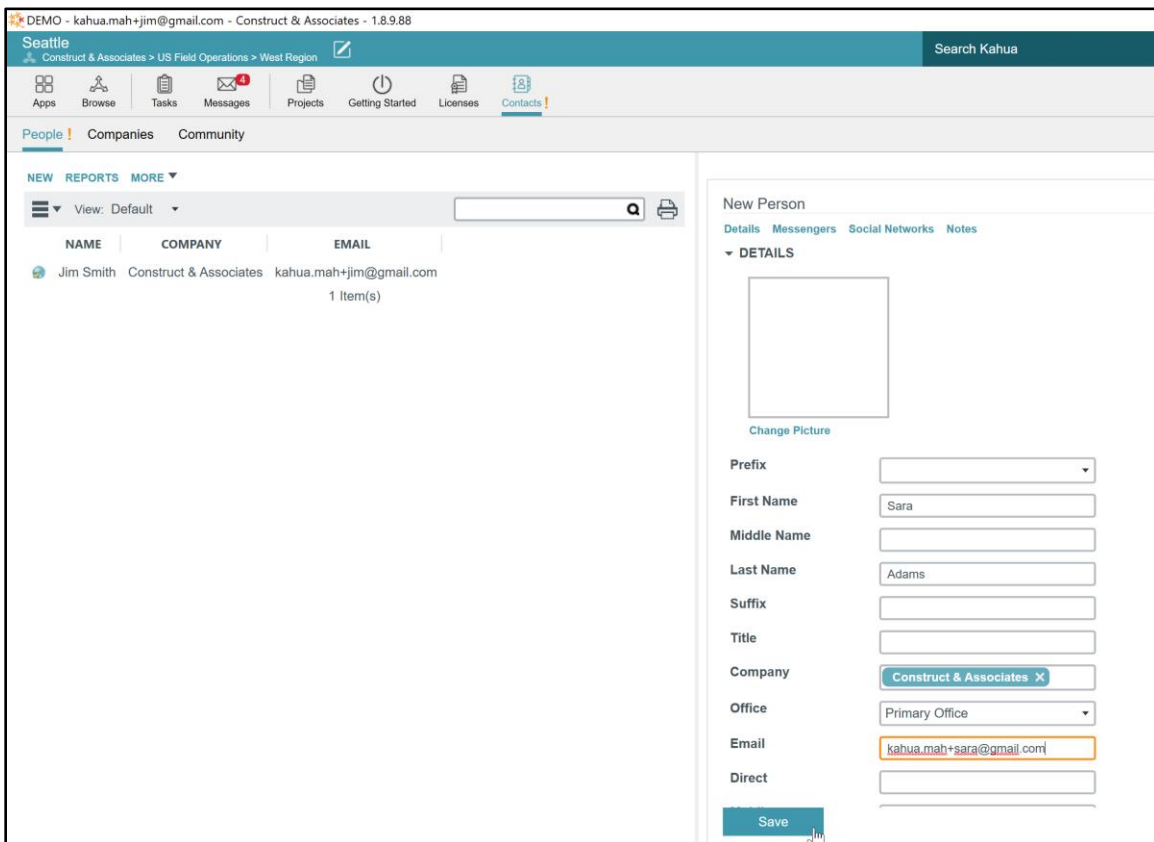 DEMO - kahua.mah+jim@gmail.com - Construct & Associates - 1.8.9.88
Seattle
Construct & Associates > US Field Operations > West Region
Search Kahua
4
Apps Browse Tasks Messages Projects Getting Started Licenses Contacts !
People ! Companies Community
NEW REPORTS MORE
View: Default
NAME COMPANY EMAIL
Jim Smith Construct & Associates kahua.mah+jim@gmail.com
1 Item(s)
New Person
Details Messengers Social Networks Notes
DETAILS
Change Picture
Prefix
First Name Sara
Middle Name
Last Name Adams
Suffix
Title
Company Construct & Associates X
Office Primary Office
Email kahua.mah+sara@gmail.com
Direct
Save